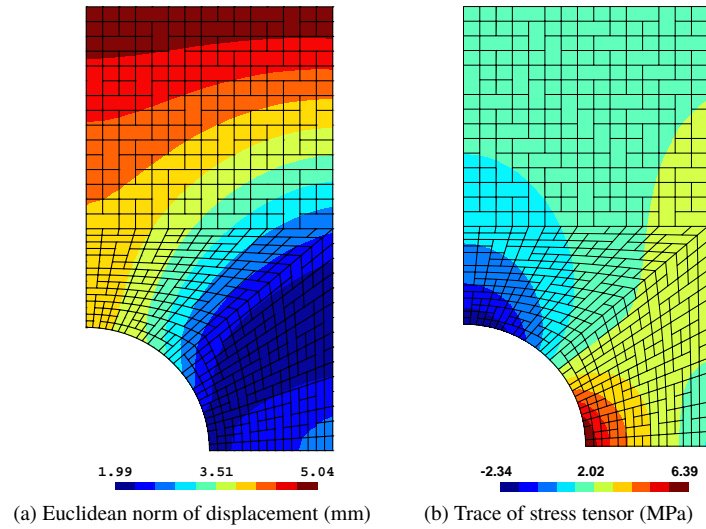 1.99 3.51 5.04
-2.34 2.02 6.39
(a) Euclidean norm of displacement (mm)
(b) Trace of stress tensor (MPa)